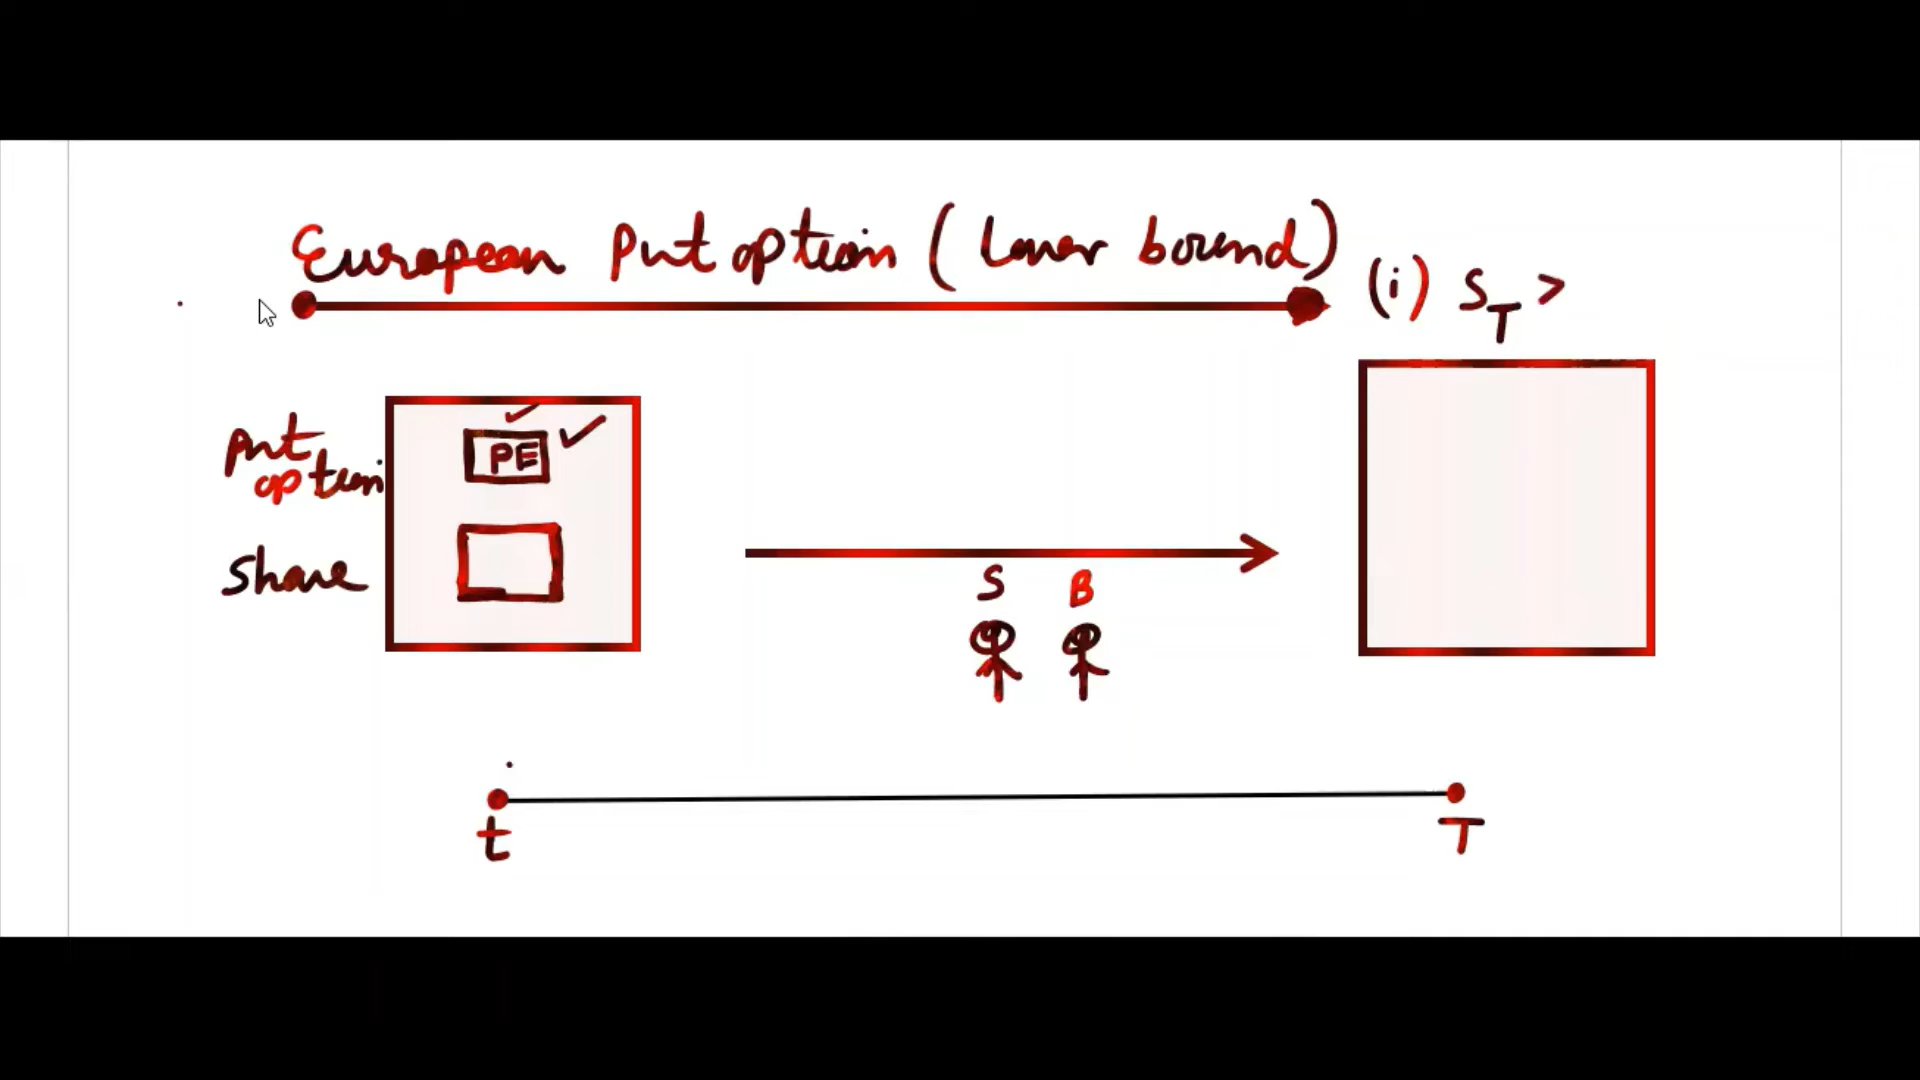 European Put option (Lower bound)
(i) S_T >
Put option
PE
Share
S B
t
T